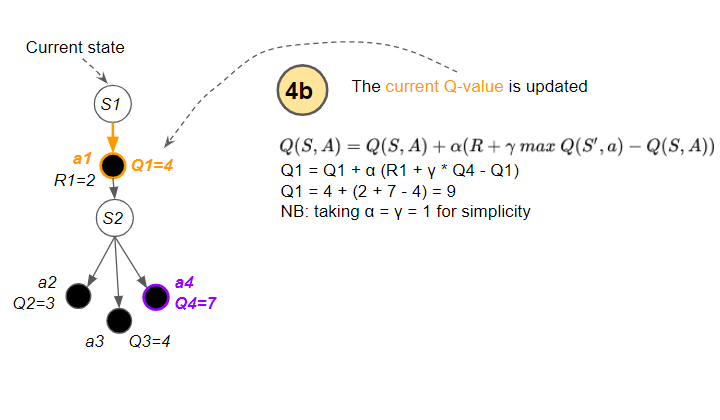 Current state
4b
The current Q-value is updated
S1
Q(S, A) = Q(S, A) + α(R + γ max Q(S′, a) − Q(S, A))
a1
Q1=4
R1=2
Q1 = Q1 + α (R1 + γ * Q4 - Q1)
Q1 = 4 + (2 + 7 - 4) = 9
NB: taking α = γ = 1 for simplicity
S2
a2
Q2=3
a4
Q4=7
a3
Q3=4